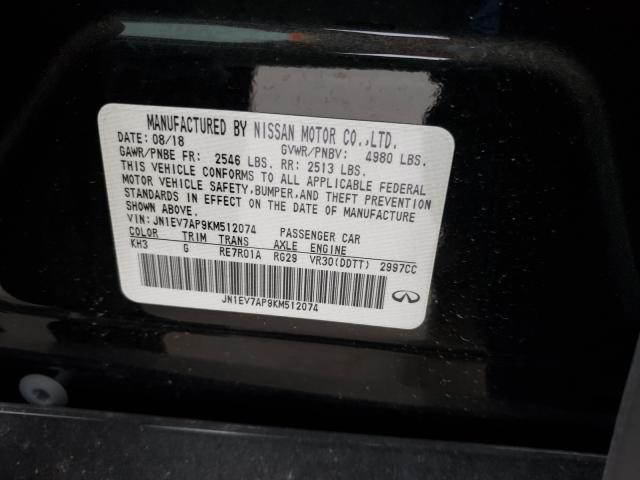 MANUFACTURED BY NISSAN MOTOR CO.,LTD.
DATE: 08/18 GVWR/PNBV: 4980 LBS.
GAWR/PNBE FR: 2546 LBS. RR: 2513 LBS.
THIS VEHICLE CONFORMS TO ALL APPLICABLE FEDERAL
MOTOR VEHICLE SAFETY, BUMPER, AND THEFT PREVENTION
STANDARDS IN EFFECT ON THE DATE OF MANUFACTURE
SHOWN ABOVE.
VIN: JN1EV7AP9KM512074 PASSENGER CAR
COLOR TRIM TRANS AXLE ENGINE
KH3 G RE7R01A RG29 VR30(DDTT) 2997CC
JN1EV7AP9KM512074